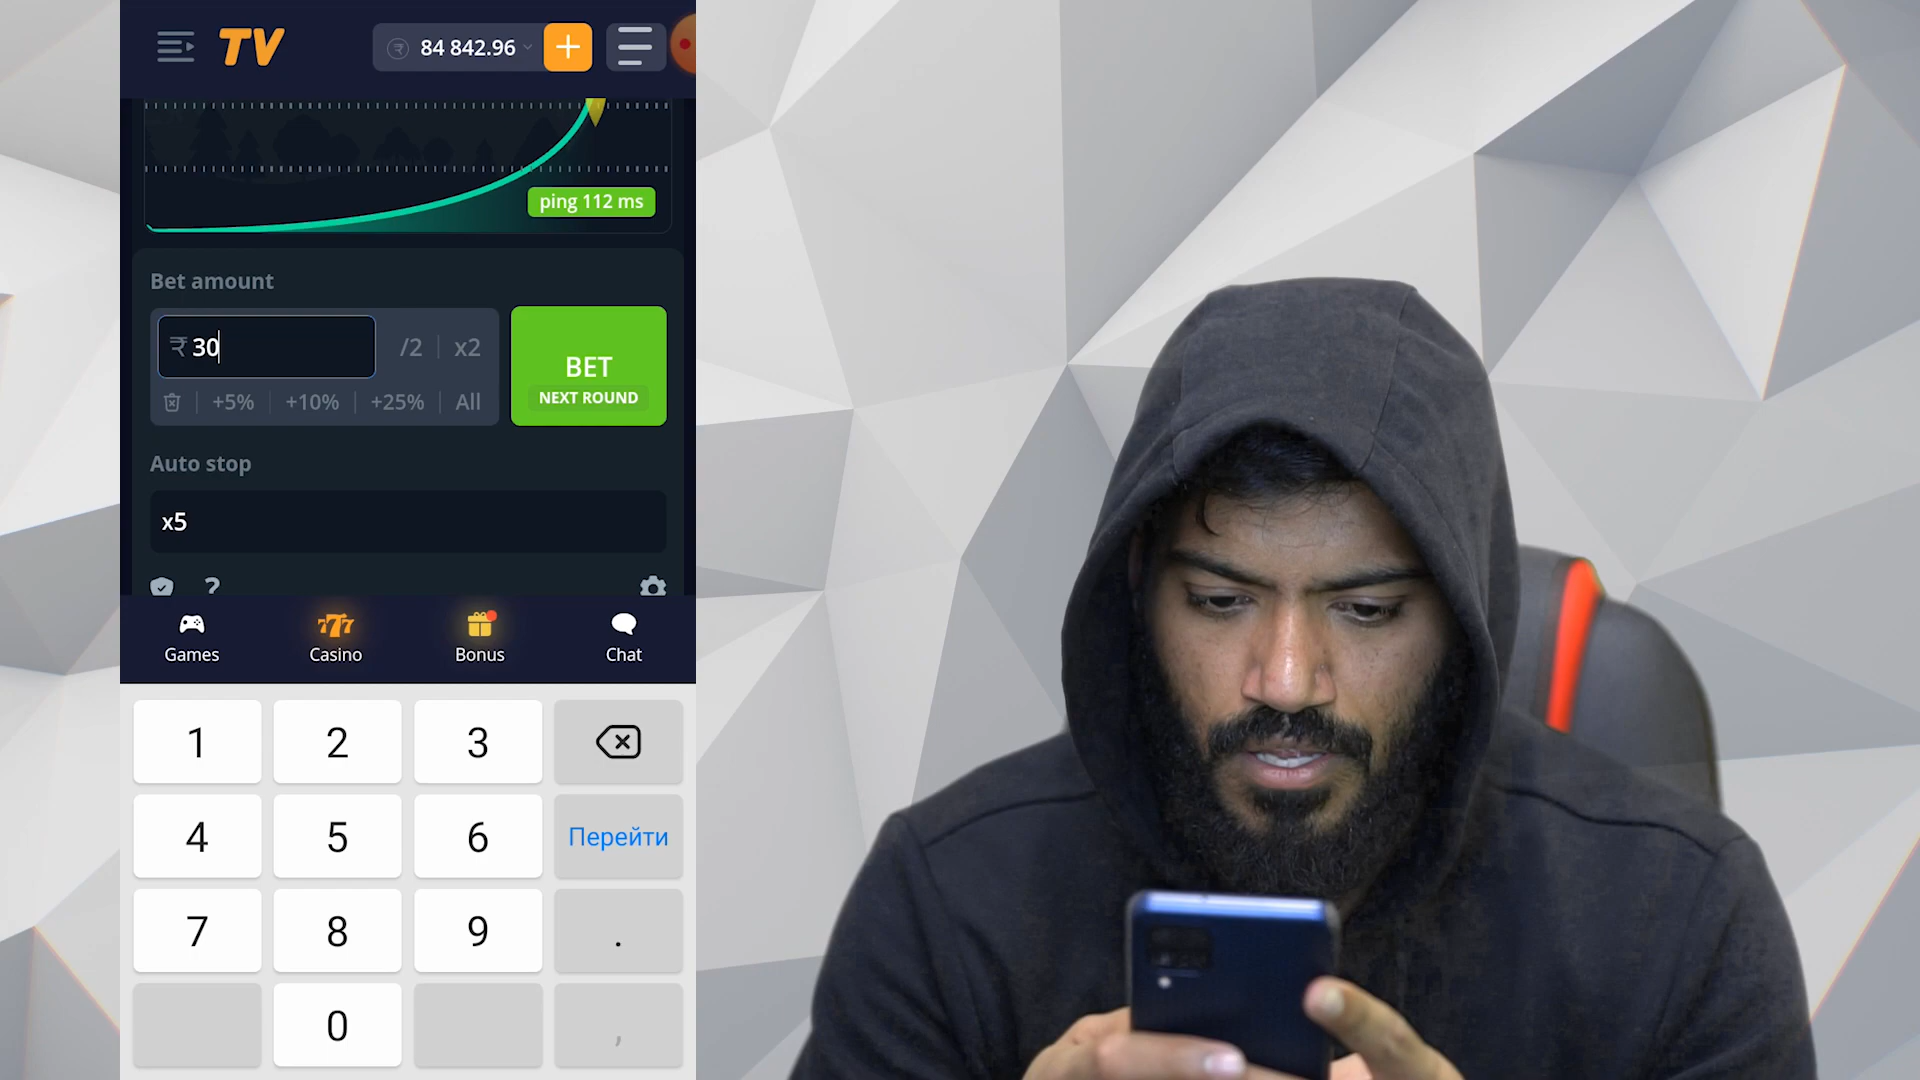 TV
₹ 84 842.96
ping 112 ms
Bet amount
₹ 30
/2 x2
BET
NEXT ROUND
+5% +10% +25% All
Auto stop
x5
?
777
Games Casino Bonus Chat
1 2 3
4 5 6 Перейти
7 8 9 .
0 ,